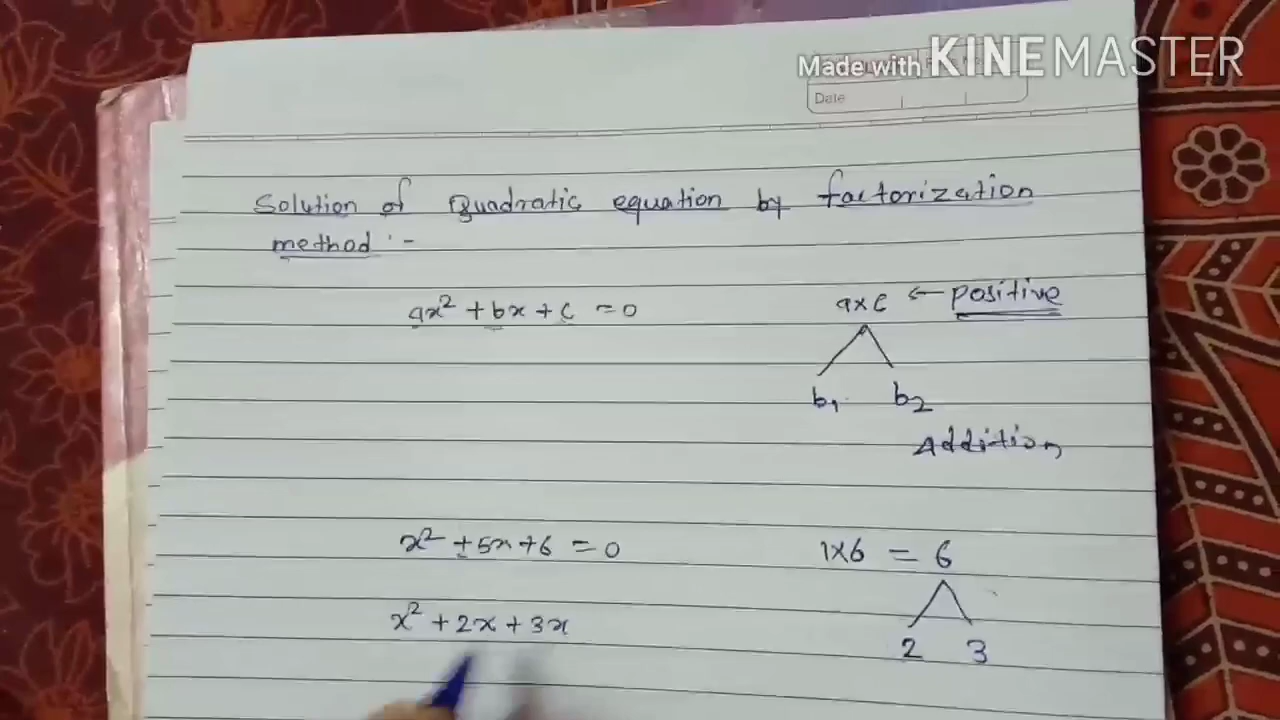 Made with KINEMASTER
Date
Solution of Quadratic equation by factorization
method :-
ax² + bx + c = 0
a×c ← positive
b₁ b₂
Addition
x² + 5x + 6 = 0
1×6 = 6
x² + 2x + 3x
2 3